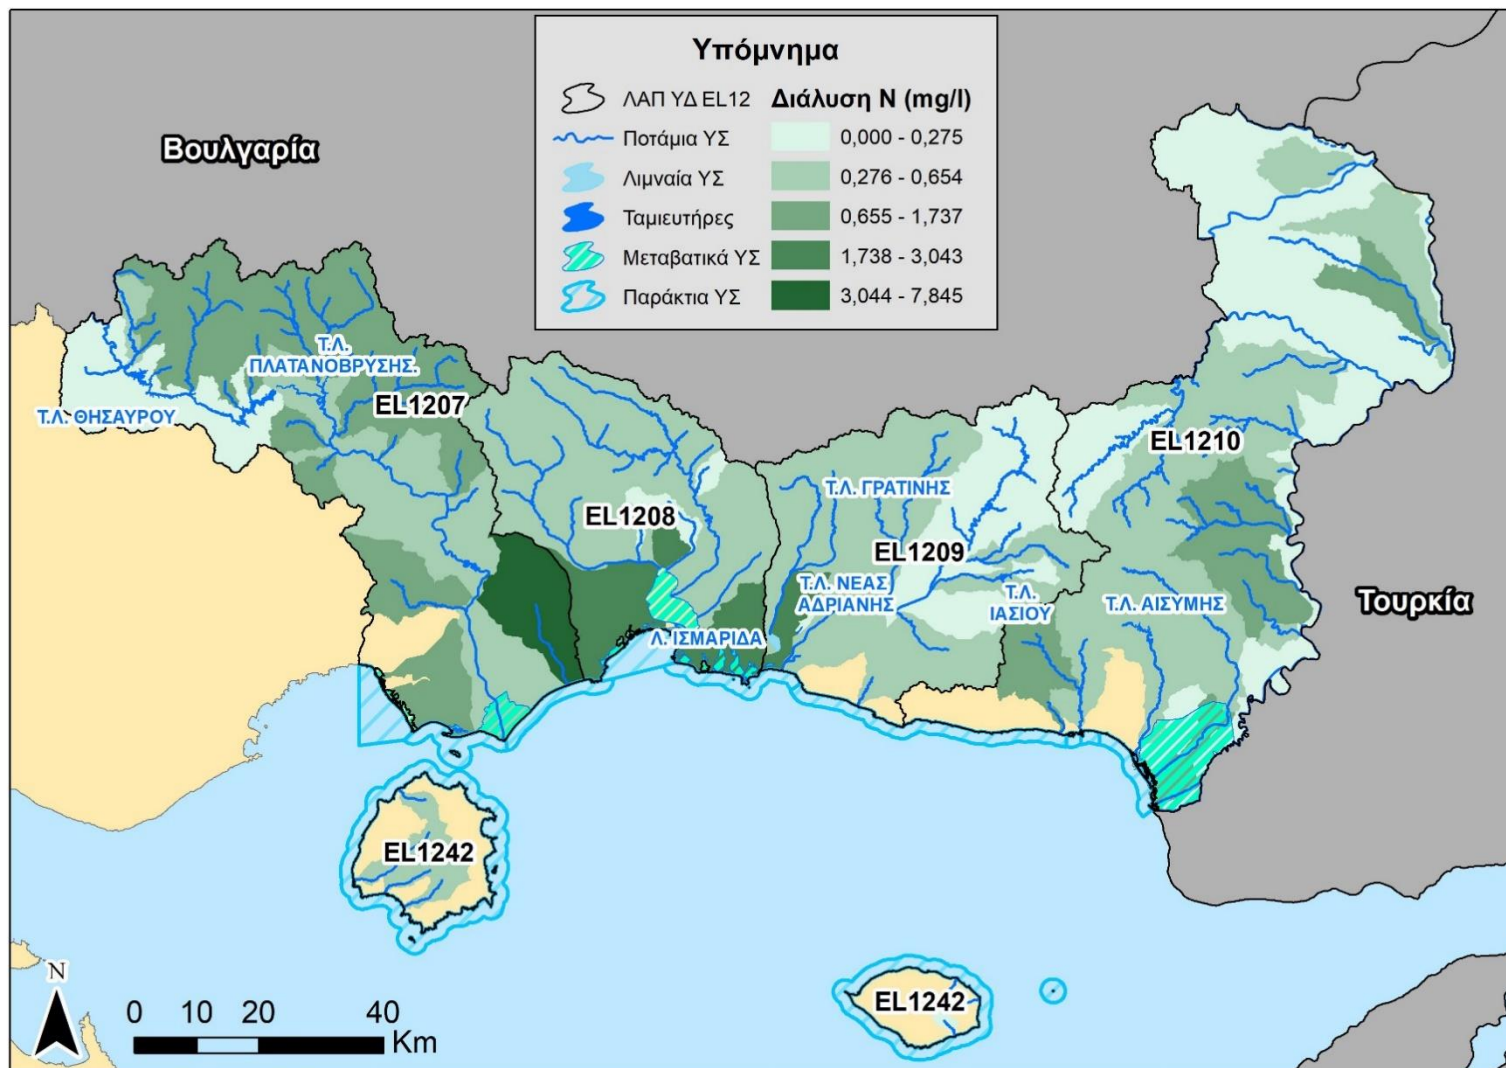 Υπόμνημα
ΛΑΠ ΥΔ EL12
Ποτάμια ΥΣ
Λιμναία ΥΣ
Ταμιευτήρες
Μεταβατικά ΥΣ
Παράκτια ΥΣ
Διάλυση N (mg/l)
0,000 - 0,275
0,276 - 0,654
0,655 - 1,737
1,738 - 3,043
3,044 - 7,845
Βουλγαρία
Τ.Λ.
ΠΛΑΤΑΝΟΒΡΥΣΗΣ.
Τ.Λ. ΘΗΣΑΥΡΟΥ
EL1207
EL1210
Τ.Λ. ΓΡΑΤΙΝΗΣ
EL1208
EL1209
Τ.Λ. ΝΕΑΣ
ΑΔΡΙΑΝΗΣ
Τ.Λ.
ΙΑΣΙΟΥ
Τ.Λ. ΑΙΣΥΜΗΣ
Τουρκία
Λ. ΙΣΜΑΡΙΔΑ
EL1242
EL1242
N
0 10 20 40
Km